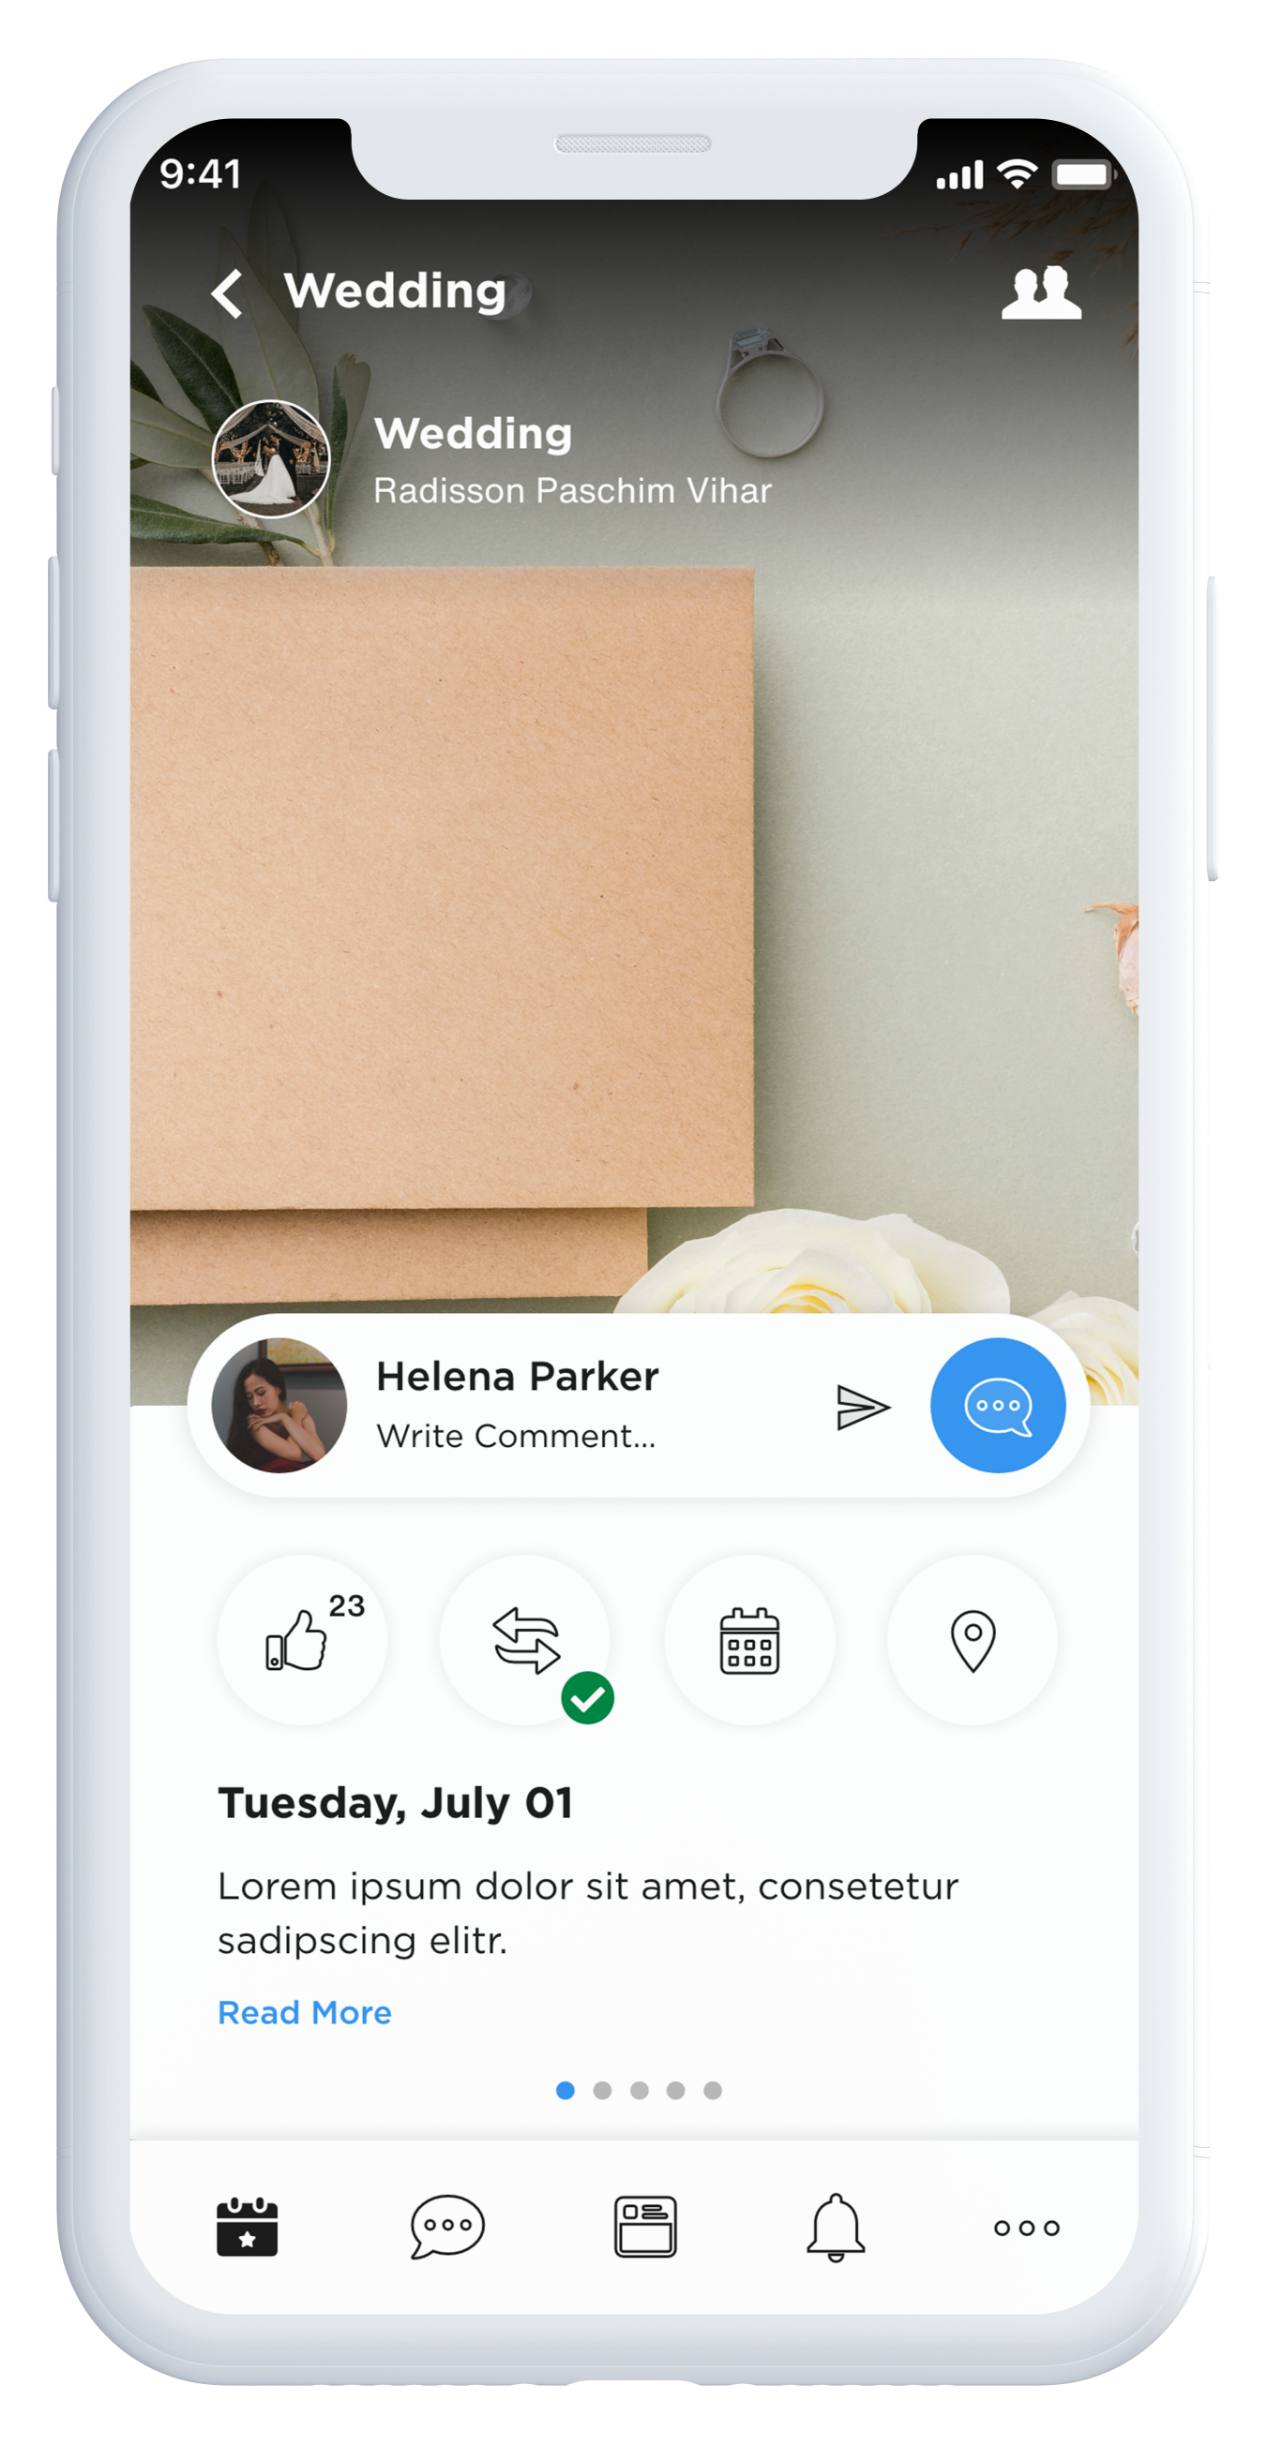 9:41
Wedding
Wedding
Radisson Paschim Vihar
Helena Parker
Write Comment...
23
Tuesday, July 01
Lorem ipsum dolor sit amet, consetetur
sadipscing elitr.
Read More